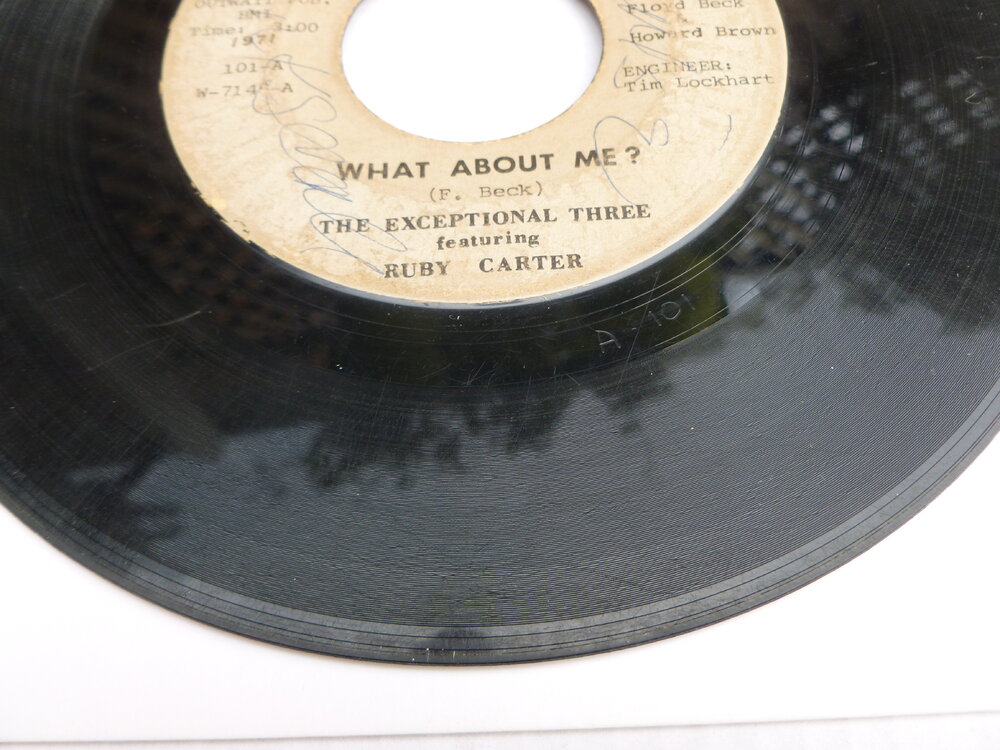 BMI
Time: 3:00
1971
101-A
Floyd Beck
&
Howard Brown
ENGINEER:
Tim Lockhart
WHAT ABOUT ME?
(F. Beck)
THE EXCEPTIONAL THREE
featuring
RUBY CARTER
A-101